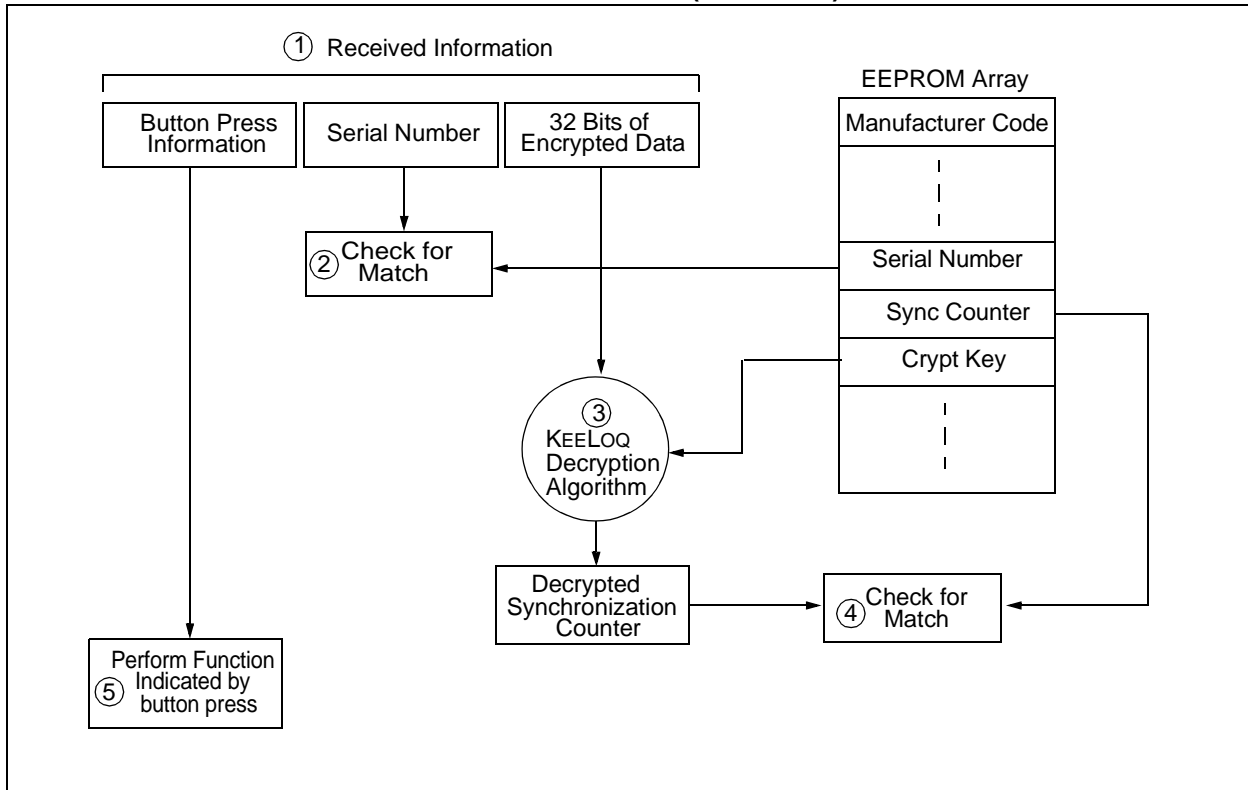 ① Received Information
EEPROM Array
Button Press
Information
Serial Number
32 Bits of
Encrypted Data
Manufacturer Code
② Check for
Match
Serial Number
Sync Counter
Crypt Key
③
KEELOQ
Decryption
Algorithm
Decrypted
Synchronization
Counter
④ Check for
Match
Perform Function
⑤ Indicated by
button press